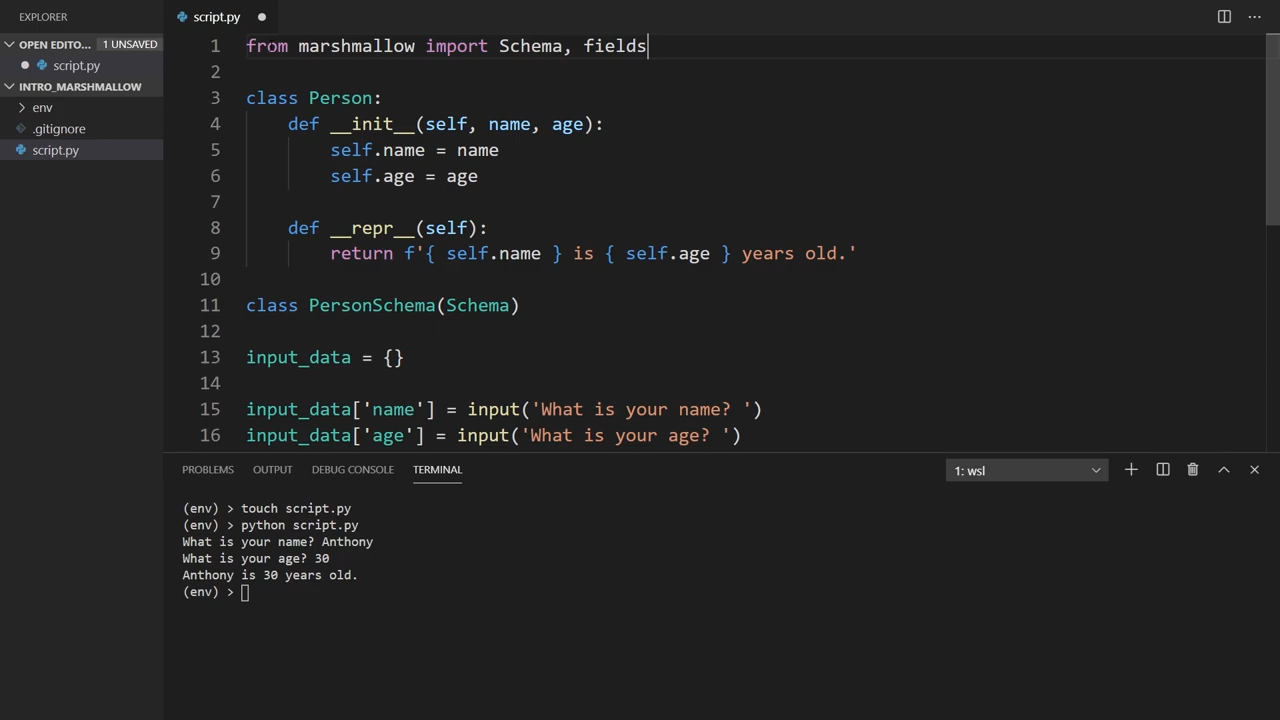 EXPLORER
OPEN EDITO... 1 UNSAVED
script.py
INTRO_MARSHMALLOW
env
.gitignore
script.py
script.py
1 from marshmallow import Schema, fields
2
3 class Person:
4 def __init__(self, name, age):
5 self.name = name
6 self.age = age
7
8 def __repr__(self):
9 return f'{ self.name } is { self.age } years old.'
10
11 class PersonSchema(Schema)
12
13 input_data = {}
14
15 input_data['name'] = input('What is your name? ')
16 input_data['age'] = input('What is your age? ')
PROBLEMS OUTPUT DEBUG CONSOLE TERMINAL 1: wsl
(env) > touch script.py
(env) > python script.py
What is your name? Anthony
What is your age? 30
Anthony is 30 years old.
(env) >